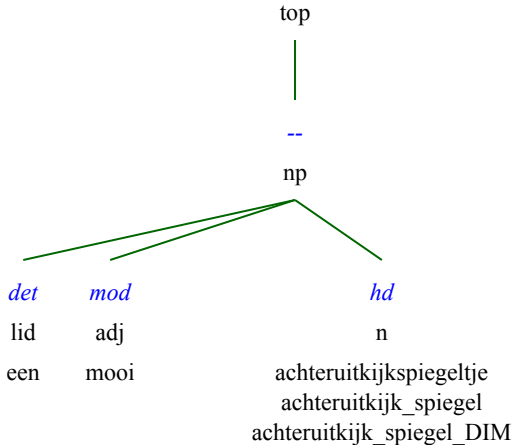 top
--
np
det mod hd
lid adj n
een mooi achteruitkijkspiegeltje
achteruitkijk_spiegel
achteruitkijk_spiegel_DIM